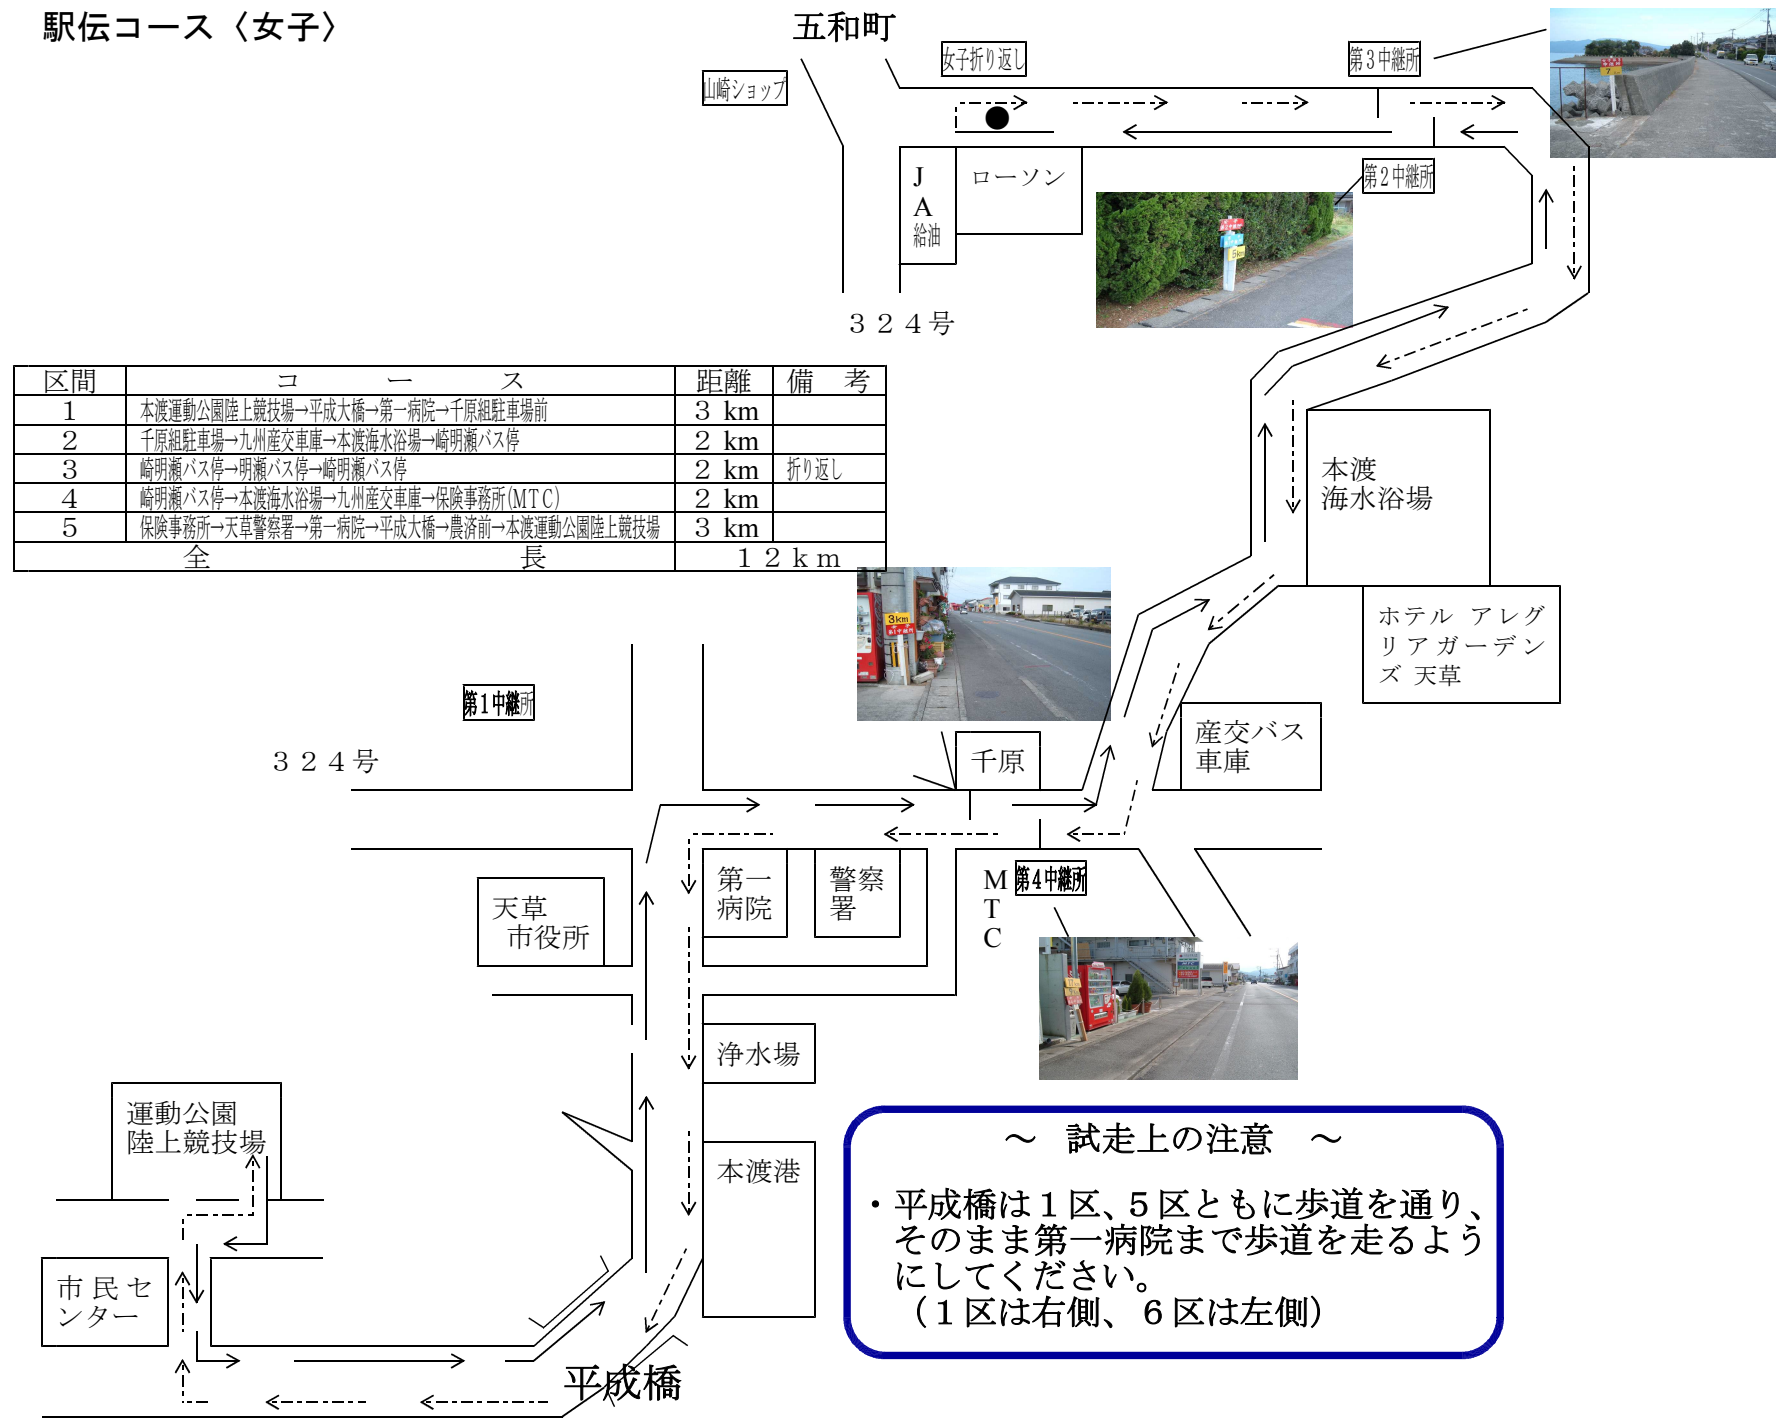 駅伝コース〈女子〉
五和町
山崎ショップ
女子折り返し
第3中継所
7
JA給油
ローソン
第2中継所
5km
３２４号
区間 コース 距離 備考
1 本渡運動公園陸上競技場→平成大橋→第一病院→千原組駐車場前 3 km
2 千原組駐車場→九州産交車庫→本渡海水浴場→崎明瀬バス停 2 km
3 崎明瀬バス停→明瀬バス停→崎明瀬バス停 2 km 折り返し
4 崎明瀬バス停→本渡海水浴場→九州産交車庫→保険事務所(MTC) 2 km
5 保険事務所→天草警察署→第一病院→平成大橋→農済前→本渡運動公園陸上競技場 3 km
全長 １２ｋｍ
本渡
海水浴場
ホテル アレグ
リアガーデン
ズ 天草
3km
第1中継所
第1中継所
３２４号
千原
産交バス
車庫
第一
病院
警察
署
MTC
第4中継所
天草
市役所
浄水場
運動公園
陸上競技場
本渡港
市民セ
ンター
平成橋
～ 試走上の注意 ～
・平成橋は１区、５区ともに歩道を通り、
そのまま第一病院まで歩道を走るよう
にしてください。
（１区は右側、６区は左側）